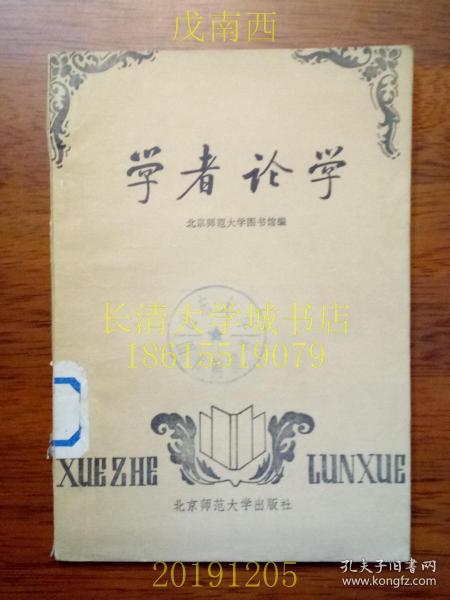 戊南西
学者论学
北京师范大学图书馆编
长清大学城书店
18615519079
XUE ZHE LUNXUE
北京师范大学出版社
20191205
孔夫子旧书网
www.kongfz.com